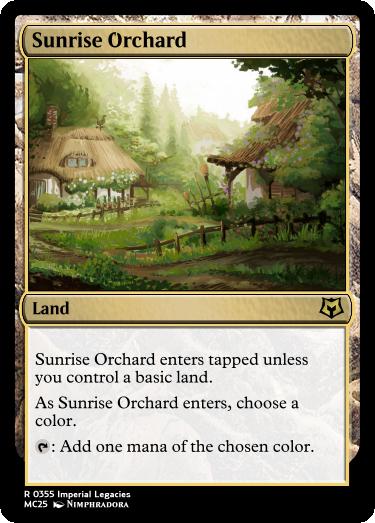 Sunrise Orchard
Land
Sunrise Orchard enters tapped unless
you control a basic land.
As Sunrise Orchard enters, choose a
color.
: Add one mana of the chosen color.
R 0355 Imperial Legacies
MC25 Nimphradora